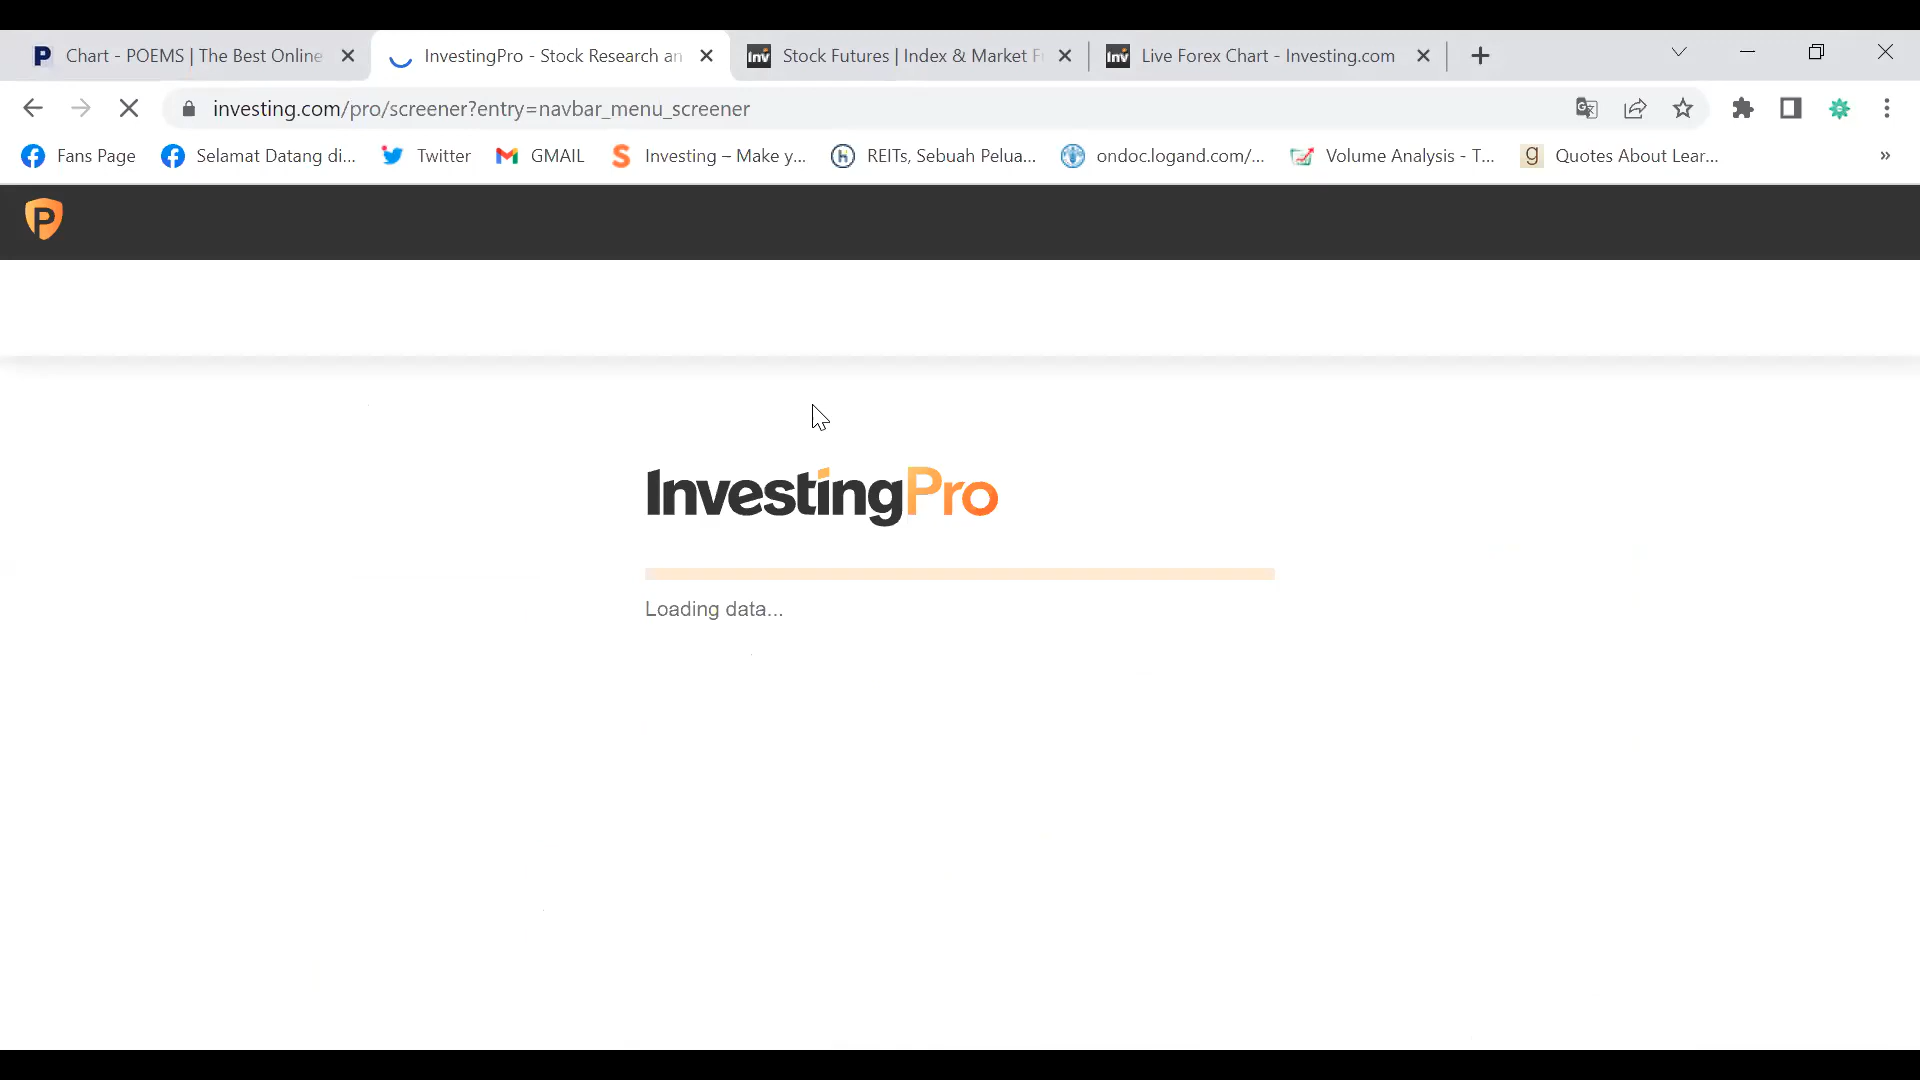 Chart - POEMS | The Best Online
InvestingPro - Stock Research an
Inv Stock Futures | Index & Market F
Inv Live Forex Chart - Investing.com
investing.com/pro/screener?entry=navbar_menu_screener
Fans Page
Selamat Datang di...
Twitter
GMAIL
Investing – Make y...
REITs, Sebuah Pelua...
ondoc.logand.com/...
Volume Analysis - T...
Quotes About Lear...
P
InvestingPro
Loading data...